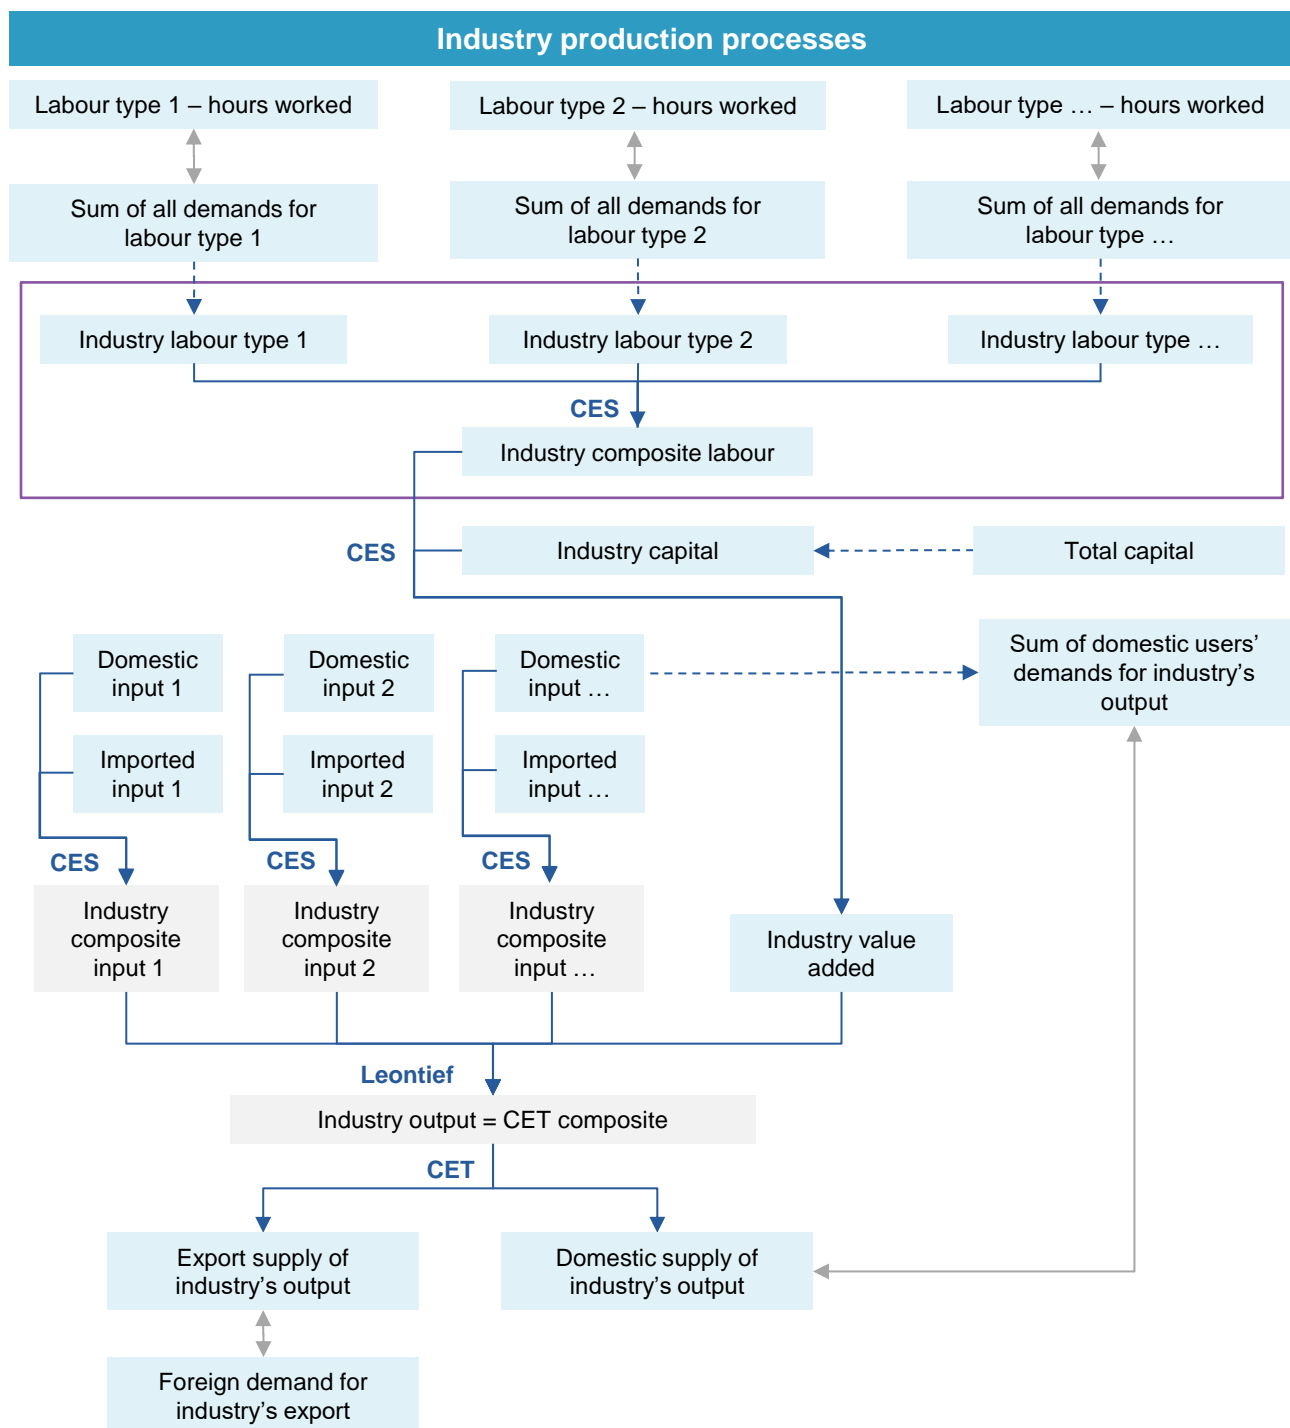 Industry production processes
Labour type 1 – hours worked
Labour type 2 – hours worked
Labour type … – hours worked
Sum of all demands for
labour type 1
Sum of all demands for
labour type 2
Sum of all demands for
labour type …
Industry labour type 1
Industry labour type 2
Industry labour type …
CES
Industry composite labour
CES
Industry capital
Total capital
Domestic
input 1
Domestic
input 2
Domestic
input …
Sum of domestic users’
demands for industry’s
output
Imported
input 1
Imported
input 2
Imported
input …
CES
CES
CES
Industry
composite
input 1
Industry
composite
input 2
Industry
composite
input …
Industry value
added
Leontief
Industry output = CET composite
CET
Export supply of
industry’s output
Domestic supply of
industry’s output
Foreign demand for
industry’s export